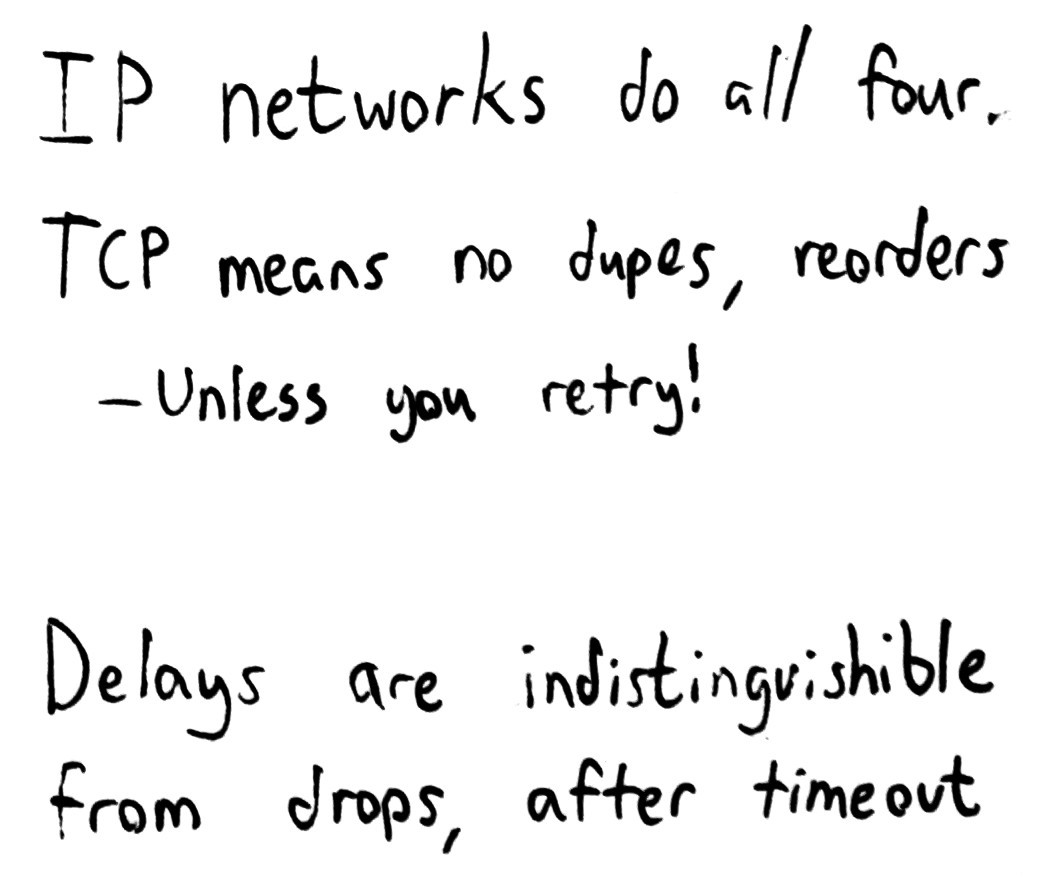 IP networks do all four.
TCP means no dupes, reorders
- Unless you retry!
Delays are indistinguishible
from drops, after timeout